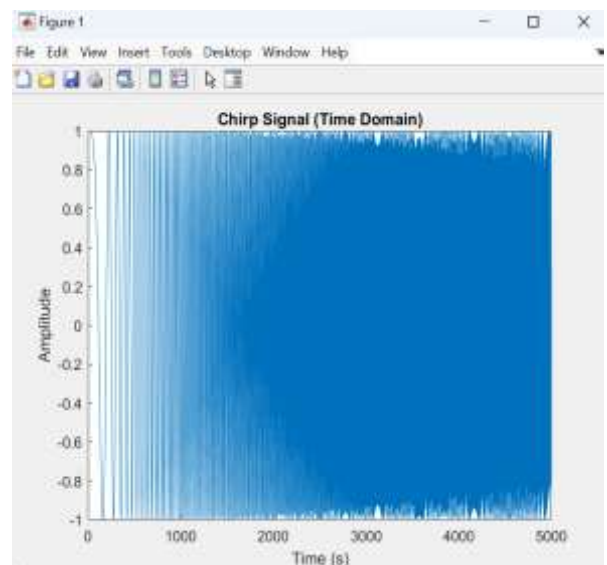 Figure 1
File Edit View Insert Tools Desktop Window Help
Chirp Signal (Time Domain)
1
0.8
0.6
0.4
0.2
0
-0.2
-0.4
-0.6
-0.8
-1
Amplitude
0 1000 2000 3000 4000 5000
Time (s)